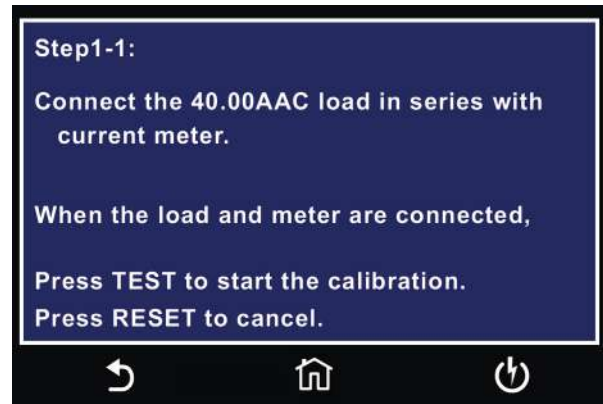 Step1-1:
Connect the 40.00AAC load in series with
current meter.
When the load and meter are connected,
Press TEST to start the calibration.
Press RESET to cancel.